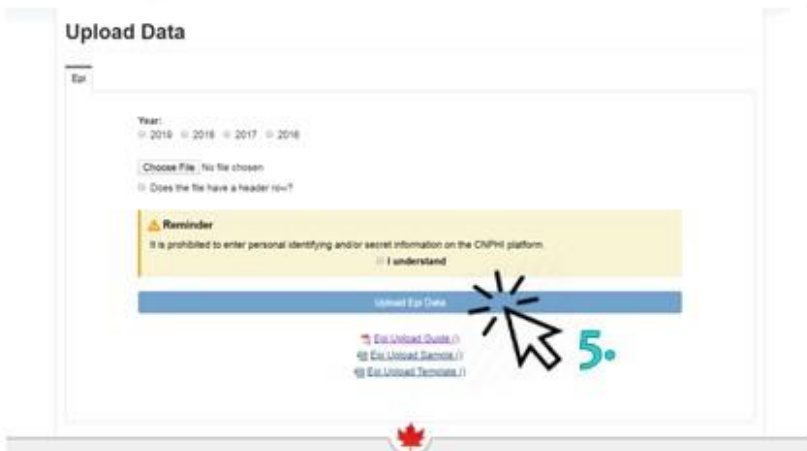 Upload Data
Epi
Year:
2019 2018 2017 2016
Choose File No file chosen
Does the file have a header row?
Reminder
It is prohibited to enter personal identifying and/or secret information on the CNPHI platform.
I understand
Upload Epi Data
Epi Upload Guide ()
Epi Upload Sample ()
Epi Upload Template ()
5.